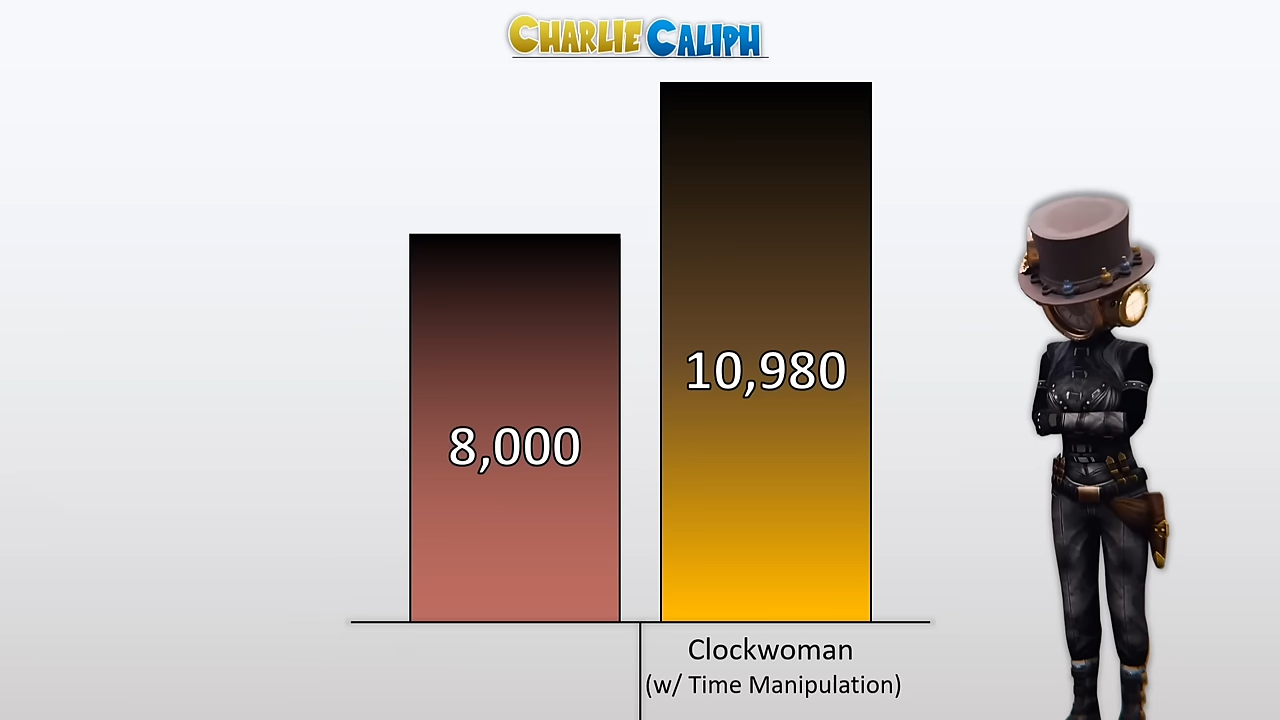 CHARLIE CALIPH
8,000
10,980
Clockwoman
(w/ Time Manipulation)